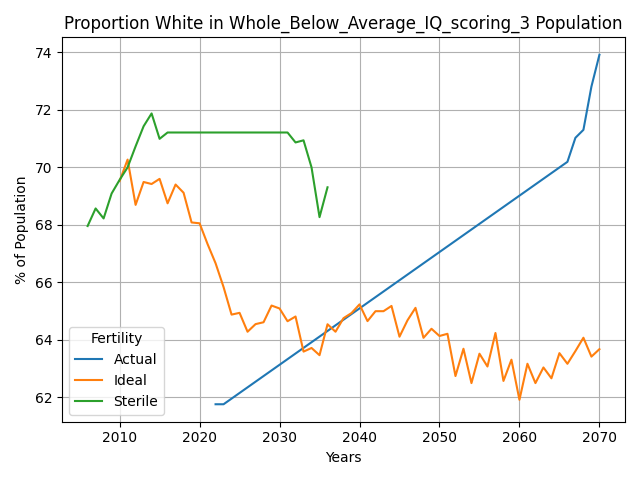 Proportion White in Whole_Below_Average_IQ_scoring_3 Population
% of Population
74
72
70
68
66
64
62
Fertility
Actual
Ideal
Sterile
2010 2020 2030 2040 2050 2060 2070
Years